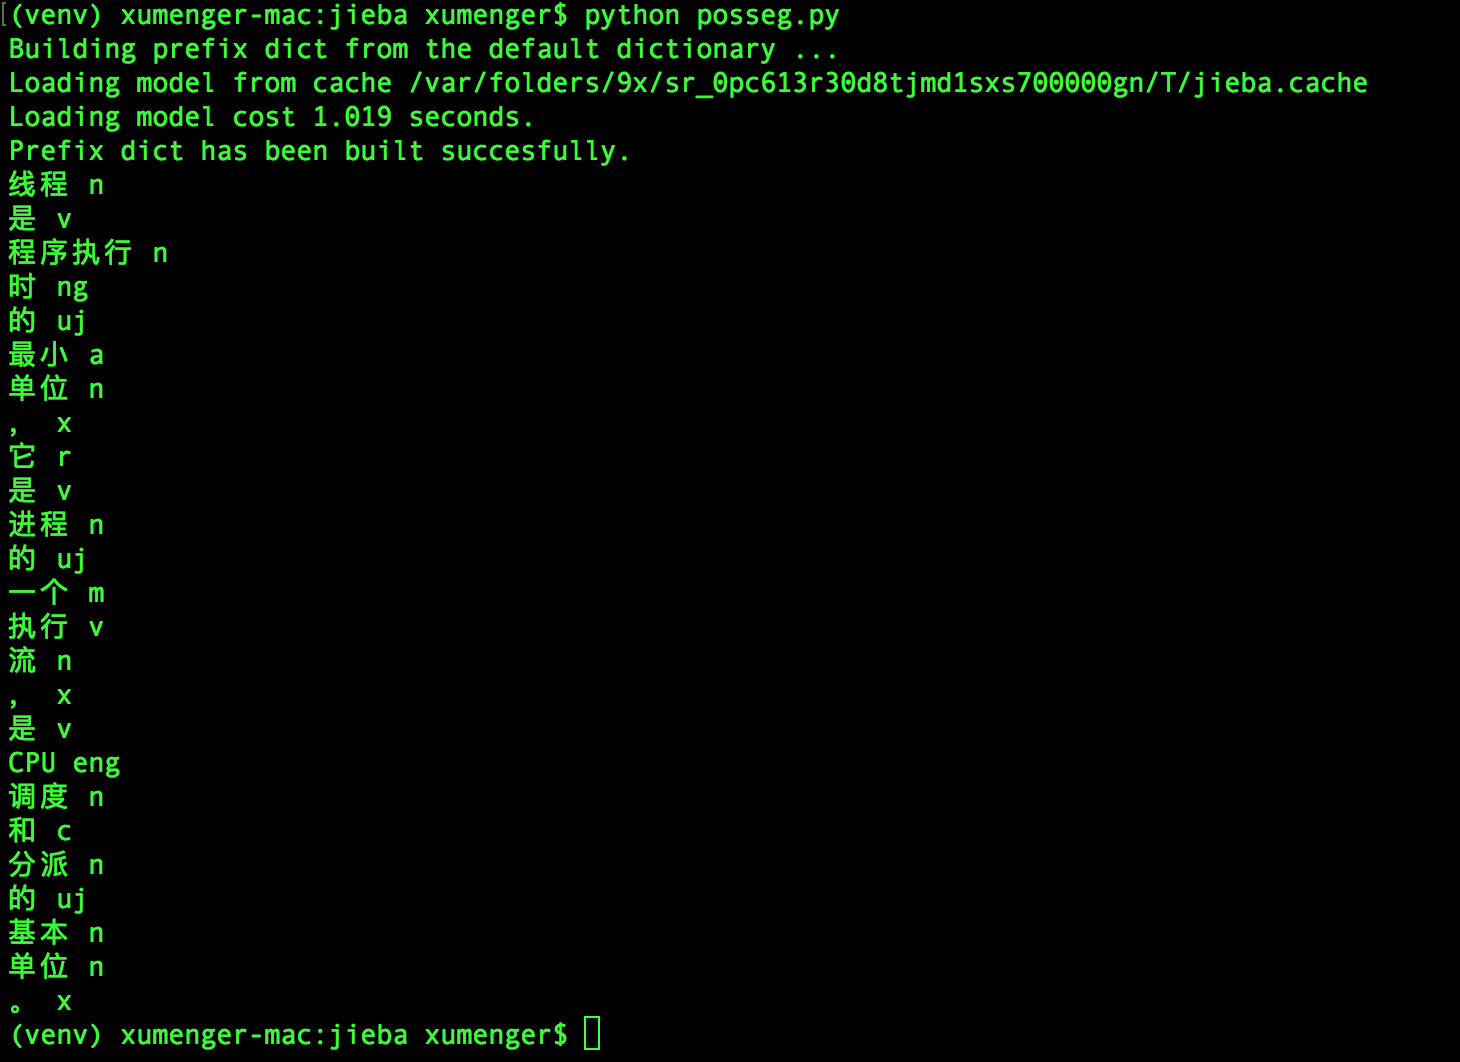 (venv) xumenger-mac:jieba xumenger$ python posseg.py
Building prefix dict from the default dictionary ...
Loading model from cache /var/folders/9x/sr_0pc613r30d8tjmd1sxs700000gn/T/jieba.cache
Loading model cost 1.019 seconds.
Prefix dict has been built succesfully.
线程 n
是 v
程序执行 n
时 ng
的 uj
最小 a
单位 n
， x
它 r
是 v
进程 n
的 uj
一个 m
执行 v
流 n
， x
是 v
CPU eng
调度 n
和 c
分派 n
的 uj
基本 n
单位 n
。 x
(venv) xumenger-mac:jieba xumenger$